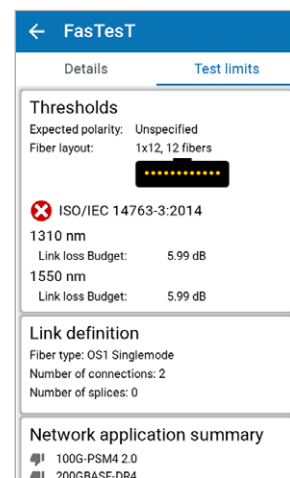 FasTesT
Details Test limits
Thresholds
Expected polarity: Unspecified
Fiber layout: 1x12, 12 fibers
ISO/IEC 14763-3:2014
1310 nm
Link loss Budget: 5.99 dB
1550 nm
Link loss Budget: 5.99 dB
Link definition
Fiber type: OS1 Singlemode
Number of connections: 2
Number of splices: 0
Network application summary
100G-PSM4 2.0
200GBASE-DR4